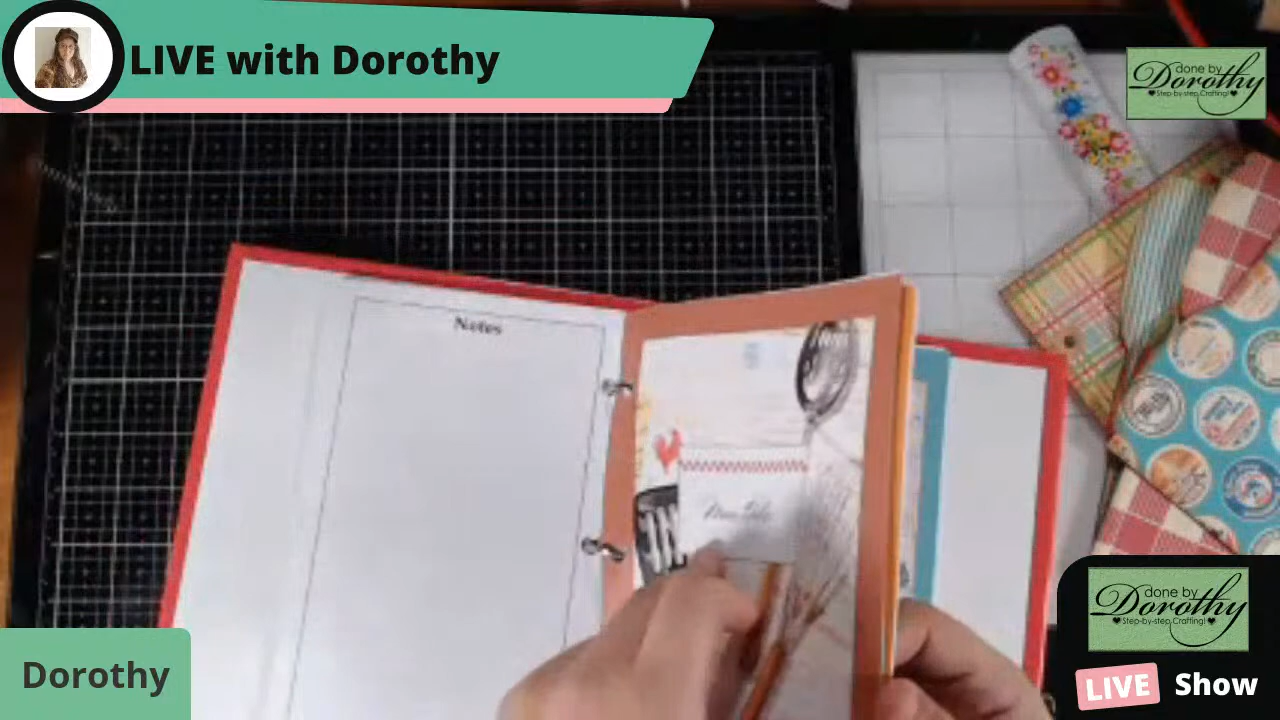 LIVE with Dorothy
done by
Dorothy
♥Step-by-step Crafting!♥
Notes
done by
Dorothy
♥Step-by-step Crafting!♥
LIVE Show
Dorothy